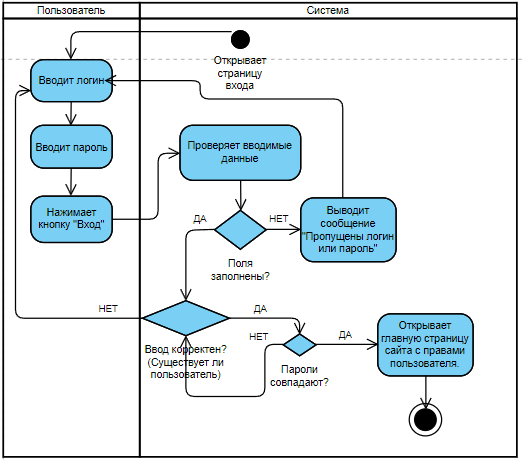 Пользователь
Система
Открывает
страницу
входа
Вводит логин
Вводит пароль
Нажимает
кнопку "Вход"
Проверяет вводимые
данные
ДА
НЕТ
Поля
заполнены?
Выводит
сообщение
"Пропущены логин
или пароль"
НЕТ
ДА
Ввод корректен?
(Существует ли
пользователь)
НЕТ
ДА
Пароли
совпадают?
Открывает
главную страницу
сайта с правами
пользователя.